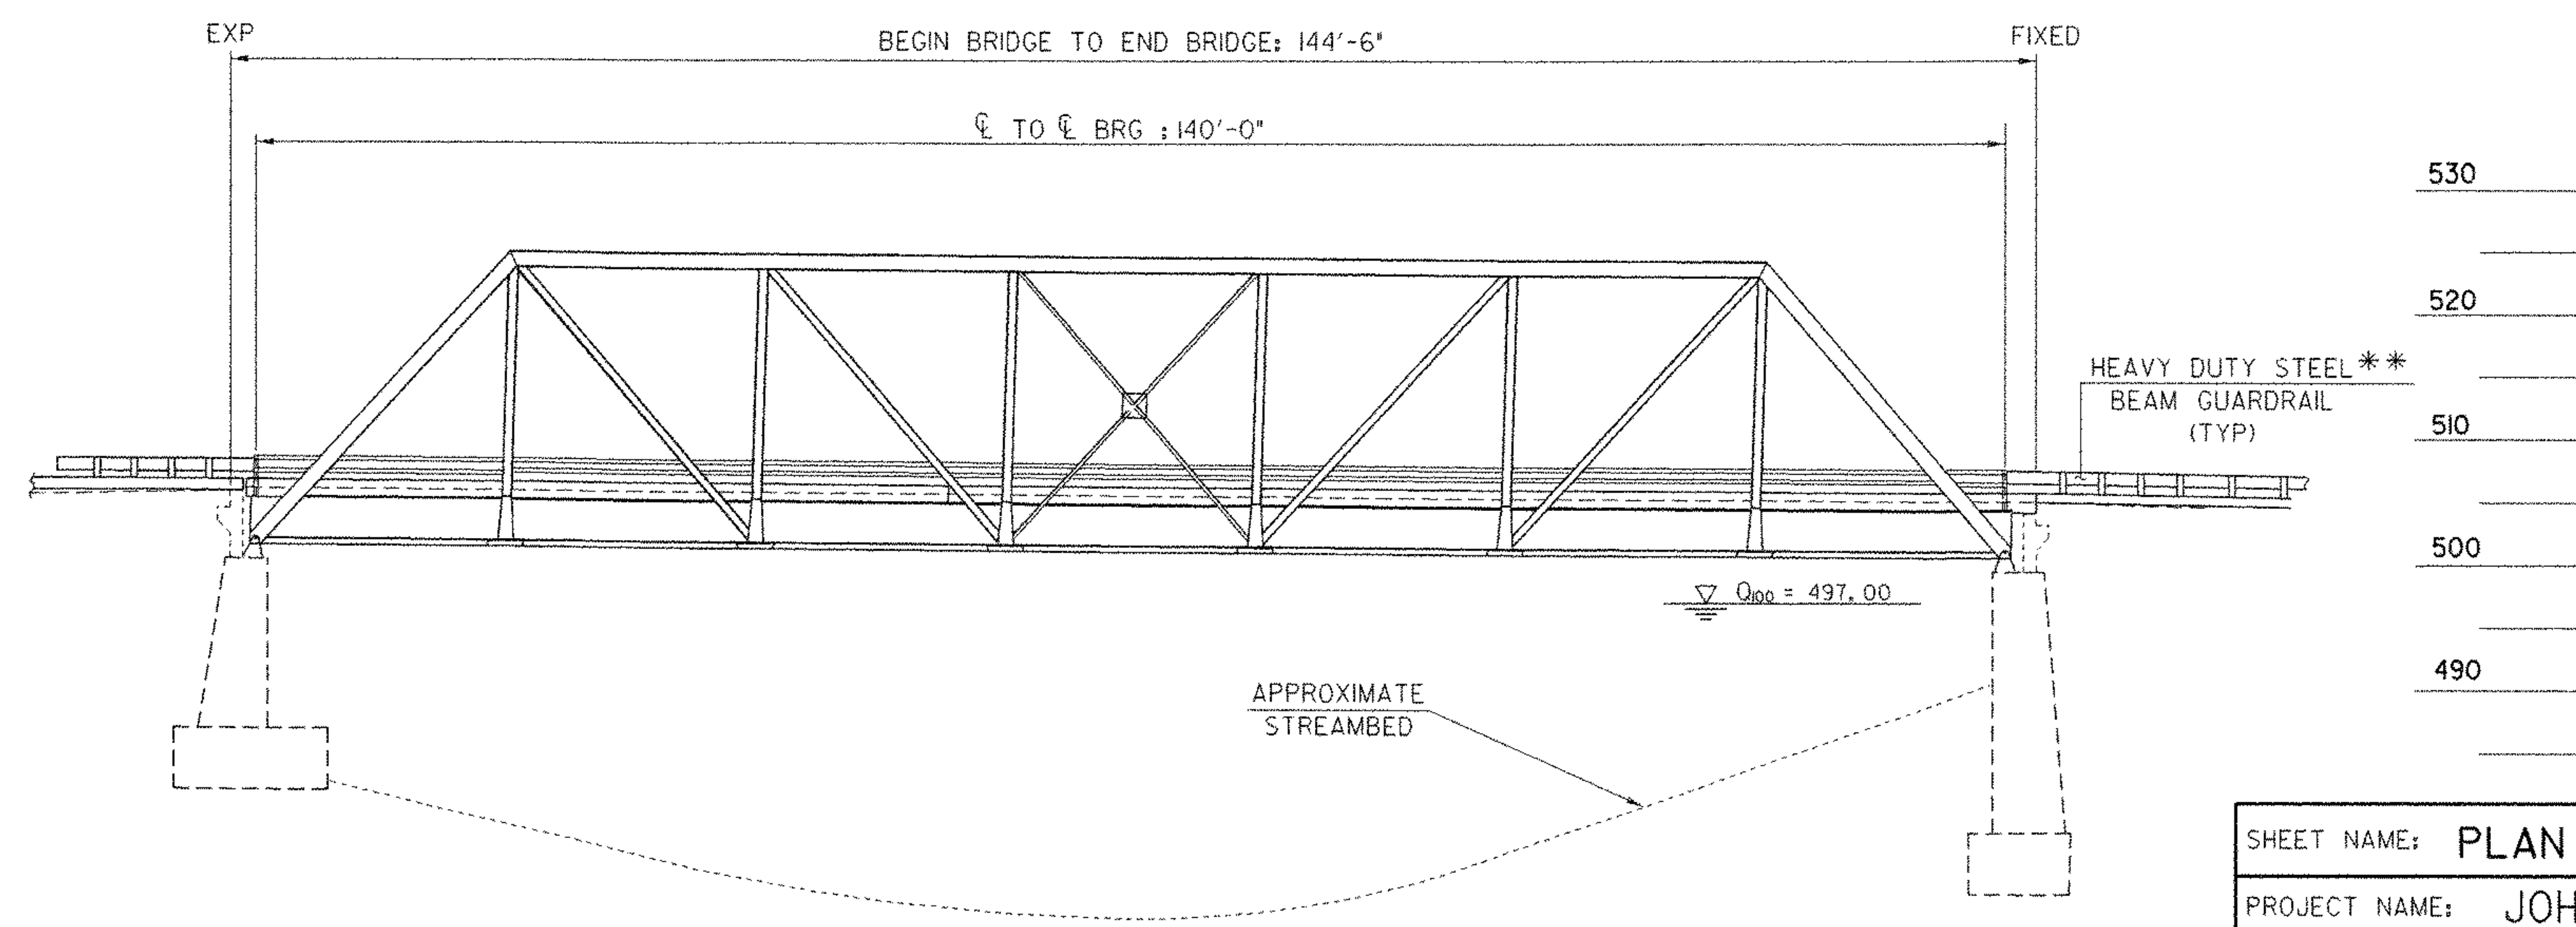 EXP
BEGIN BRIDGE TO END BRIDGE: 144'-6"
FIXED
℄ TO ℄ BRG : 140'-0"
530
520
HEAVY DUTY STEEL **
BEAM GUARDRAIL
(TYP)
510
500
Q100 = 497.00
490
APPROXIMATE
STREAMBED
SHEET NAME: PLAN
PROJECT NAME: JOH